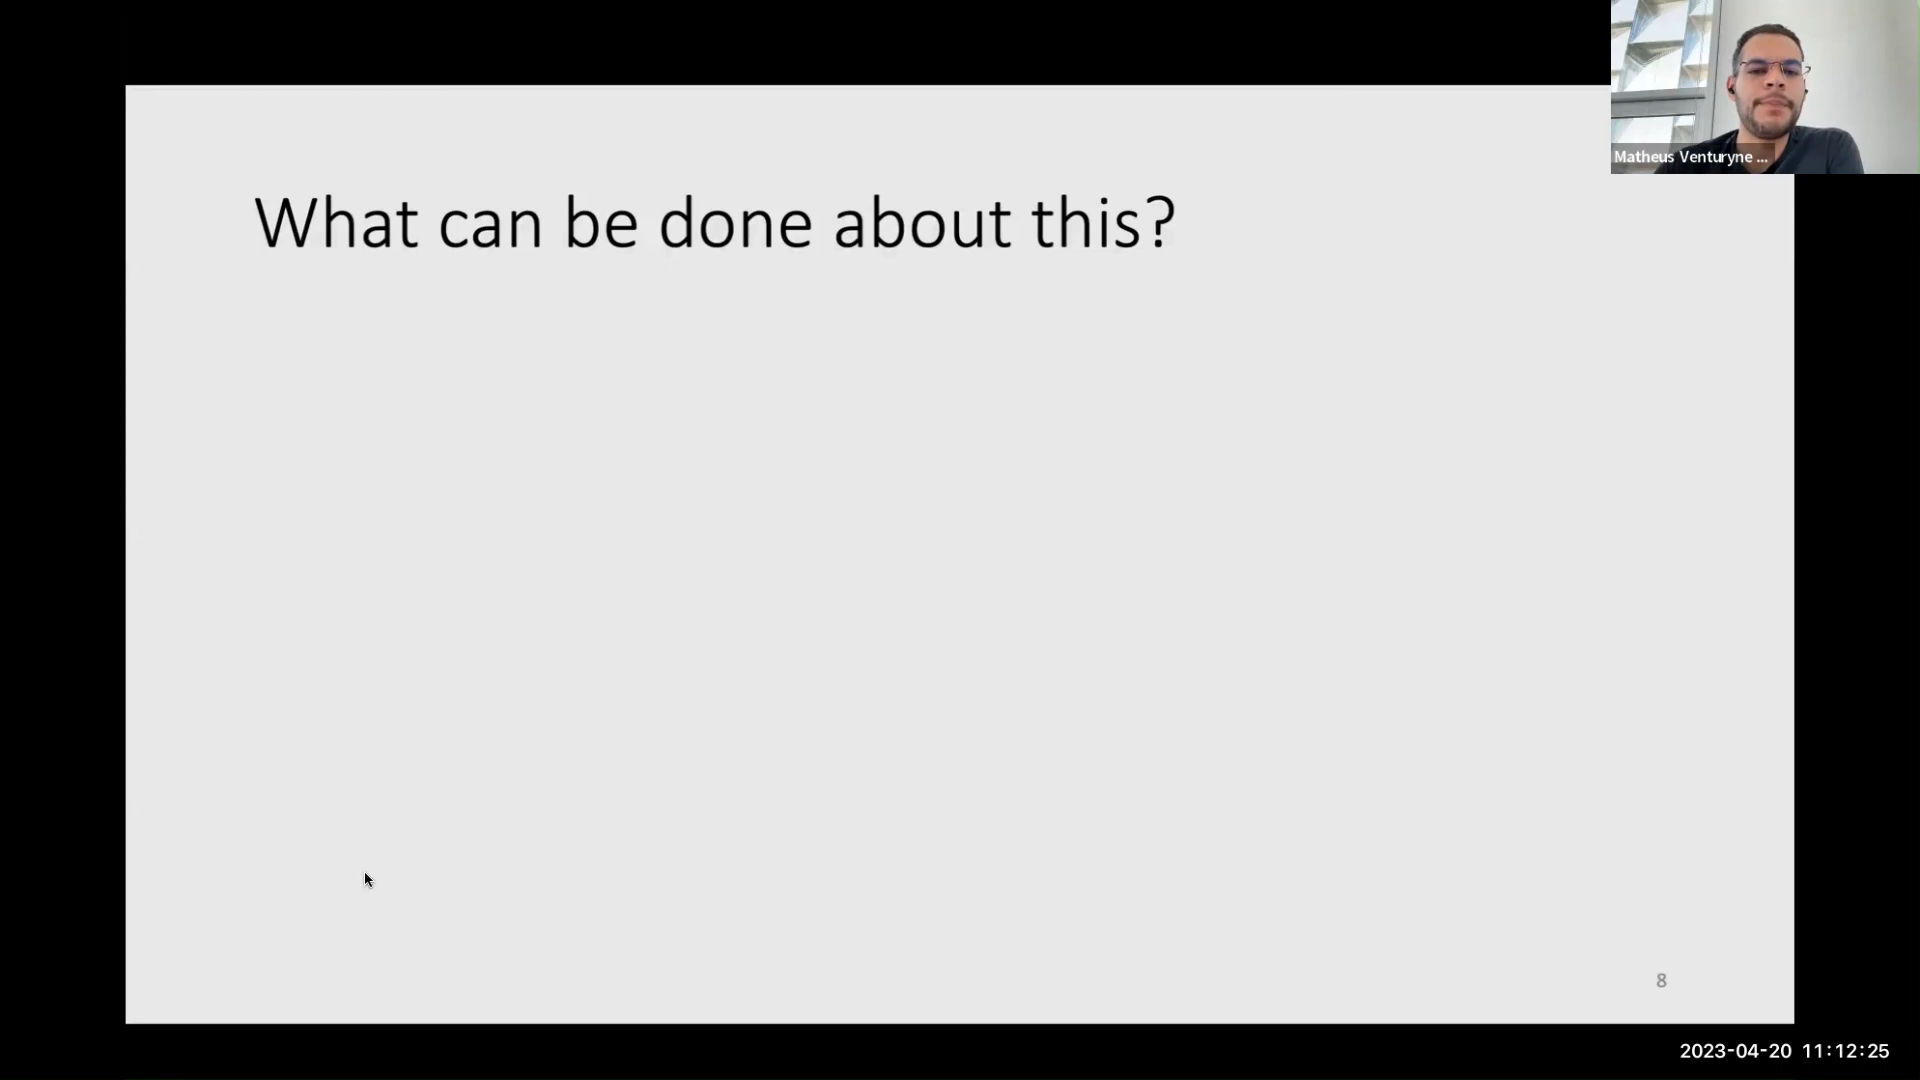 Matheus Venturyne ...
What can be done about this?
8
2023-04-20 11:12:25